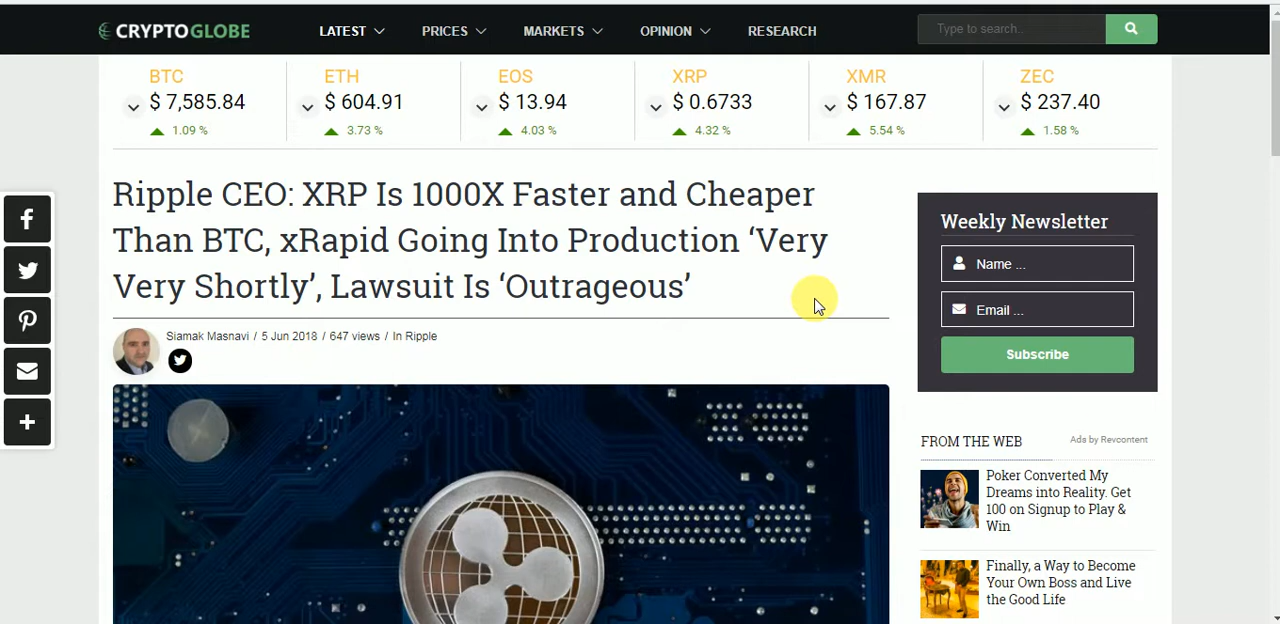 CRYPTOGLOBE
LATEST
PRICES
MARKETS
OPINION
RESEARCH
Type to search..
BTC
$ 7,585.84
1.09 %
ETH
$ 604.91
3.73 %
EOS
$ 13.94
4.03 %
XRP
$ 0.6733
4.32 %
XMR
$ 167.87
5.54 %
ZEC
$ 237.40
1.58 %
Ripple CEO: XRP Is 1000X Faster and Cheaper
Than BTC, xRapid Going Into Production ‘Very
Very Shortly’, Lawsuit Is ‘Outrageous’
Siamak Masnavi / 5 Jun 2018 / 647 views / In Ripple
Weekly Newsletter
Name ...
Email ...
Subscribe
FROM THE WEB
Ads by Revcontent
Poker Converted My
Dreams into Reality. Get
100 on Signup to Play &
Win
Finally, a Way to Become
Your Own Boss and Live
the Good Life